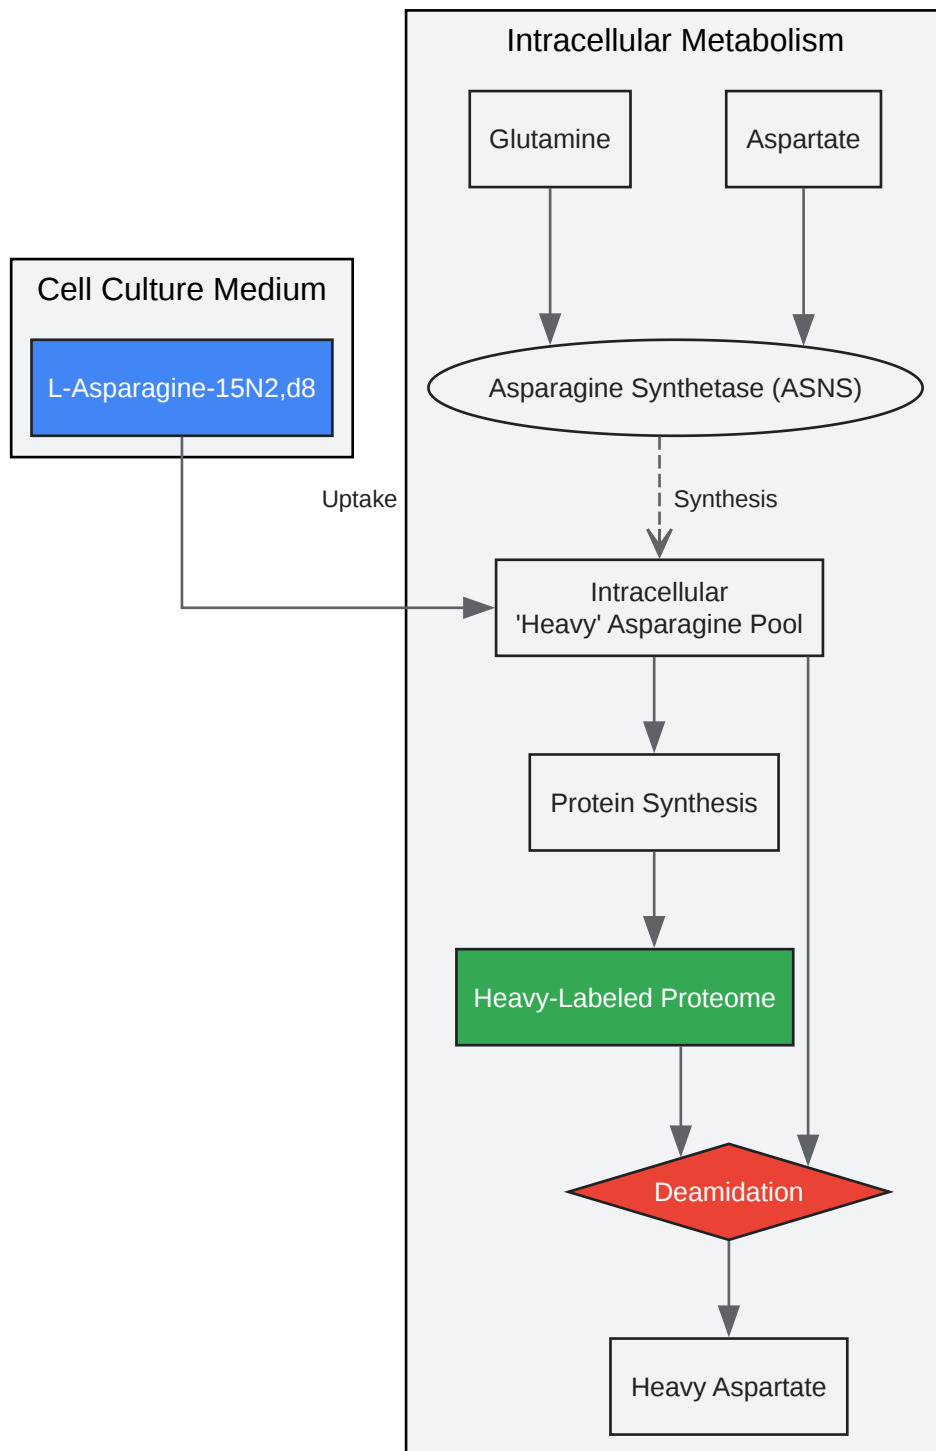 Intracellular Metabolism
Glutamine
Aspartate
Cell Culture Medium
L-Asparagine-15N2,d8
Asparagine Synthetase (ASNS)
Uptake
Synthesis
Intracellular
'Heavy' Asparagine Pool
Protein Synthesis
Heavy-Labeled Proteome
Deamidation
Heavy Aspartate